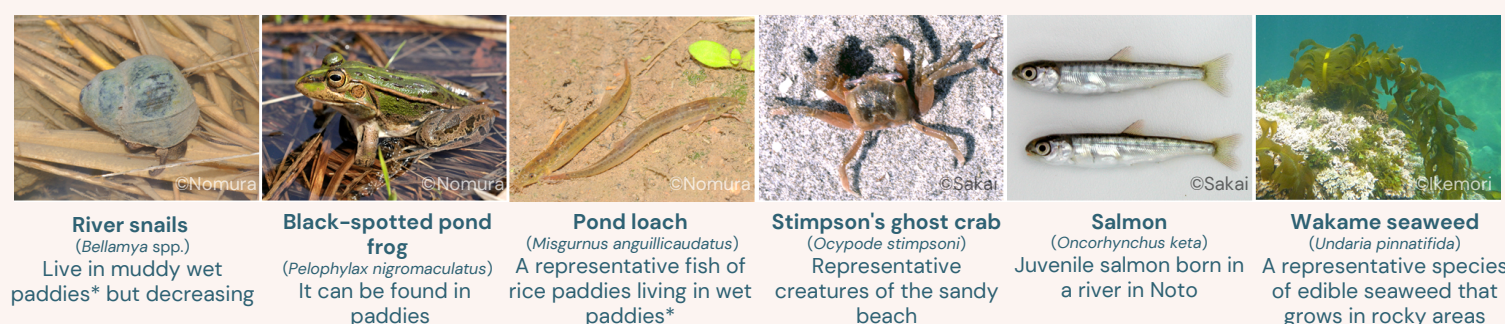 ©Nomura
©Nomura
©Nomura
©Sakai
©Sakai
©Ikemori
River snails
(Bellamya spp.)
Live in muddy wet
paddies* but decreasing
Black-spotted pond
frog
(Pelophylax nigromaculatus)
It can be found in
paddies
Pond loach
(Misgurnus anguillicaudatus)
A representative fish of
rice paddies living in wet
paddies*
Stimpson's ghost crab
(Ocypode stimpsoni)
Representative
creatures of the sandy
beach
Salmon
(Oncorhynchus keta)
Juvenile salmon born in
a river in Noto
Wakame seaweed
(Undaria pinnatifida)
A representative species
of edible seaweed that
grows in rocky areas